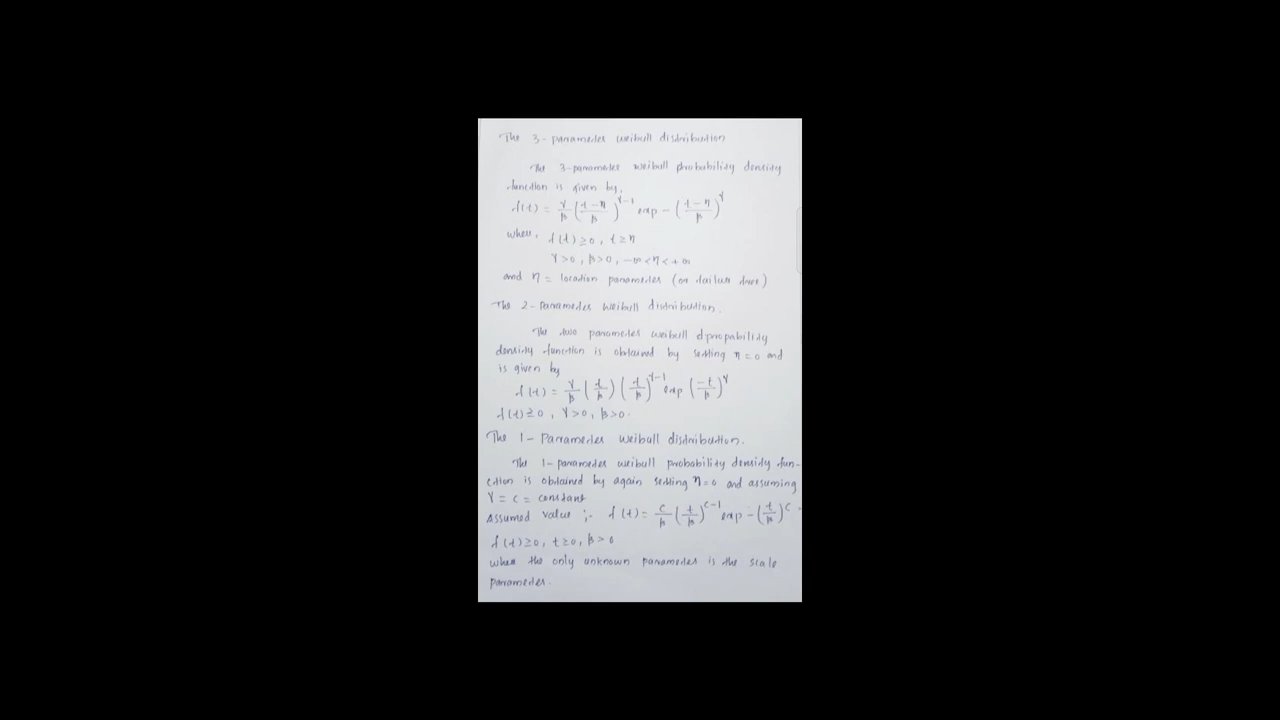 The 3-parameter weibull distribution
The 3-parameter weibull probability density
function is given by,
f(t) = γ/β ((t-η)/β)^(γ-1) exp - ((t-η)/β)^γ
when, f(t) ≥ 0, t ≥ η
γ > 0, β > 0, -∞ < η < +∞
and η = location parameter (or failure
The 2-Parameter weibull distribution.
The two parameter weibull dpropability
density function is obtained by setting η = 0 and
is given by
f(t) = γ/β (t/β) (t/β)^(γ-1) exp (-t/β)^γ
f(t) ≥ 0, γ > 0, β > 0.
The 1-Parameter weibull distribution.
The 1-parameter weibull probability density fun-
ction is obtained by again setting η = 0 and assuming
γ = c = constant
Assumed value :- f(t) = c/β (t/β)^(c-1) exp - (t/β)^c.
f(t) ≥ 0, t ≥ 0, β > 0
when the only unknown parameter is the scale
parameter.